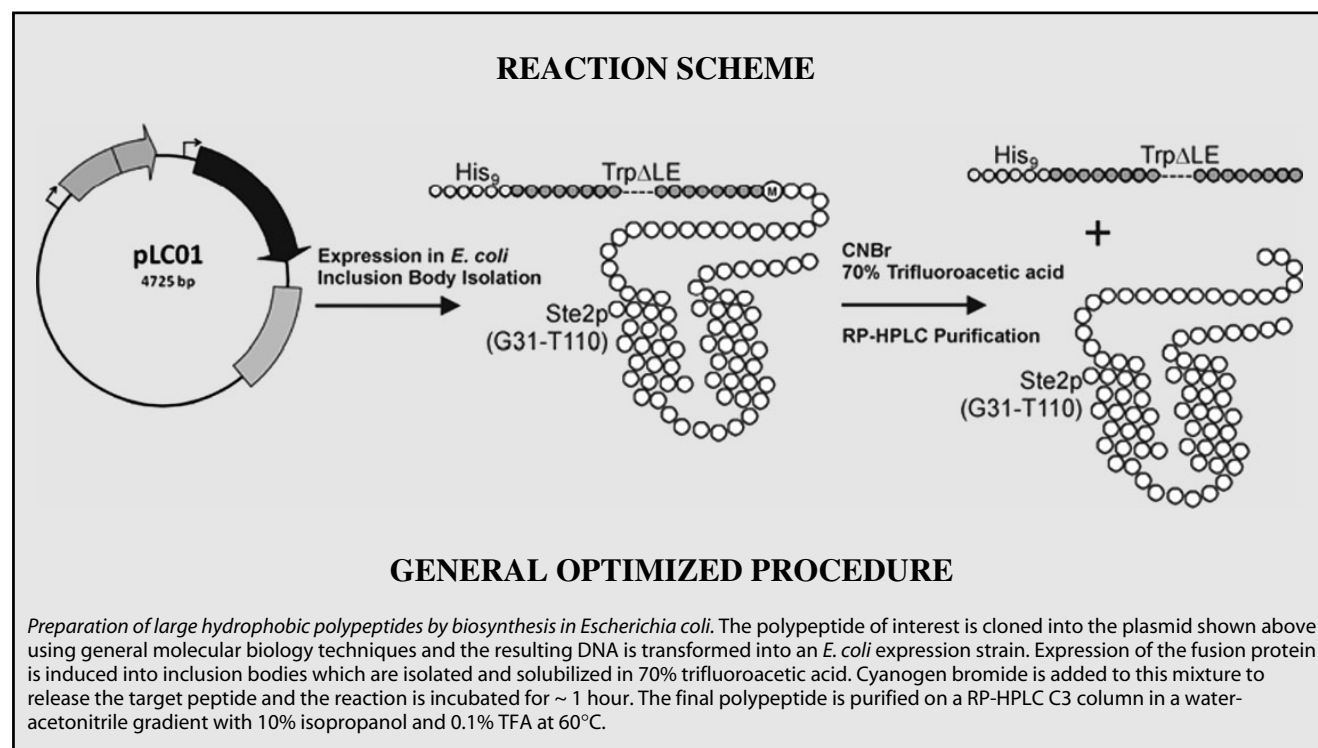 REACTION SCHEME
His9
TrpΔLE
M
pLC01
4725 bp
Expression in E. coli
Inclusion Body Isolation
Ste2p
(G31-T110)
CNBr
70% Trifluoroacetic acid
RP-HPLC Purification
His9
TrpΔLE
+
Ste2p
(G31-T110)
GENERAL OPTIMIZED PROCEDURE
Preparation of large hydrophobic polypeptides by biosynthesis in Escherichia coli. The polypeptide of interest is cloned into the plasmid shown above
using general molecular biology techniques and the resulting DNA is transformed into an E. coli expression strain. Expression of the fusion protein
is induced into inclusion bodies which are isolated and solubilized in 70% trifluoroacetic acid. Cyanogen bromide is added to this mixture to
release the target peptide and the reaction is incubated for ~ 1 hour. The final polypeptide is purified on a RP-HPLC C3 column in a water-
acetonitrile gradient with 10% isopropanol and 0.1% TFA at 60°C.